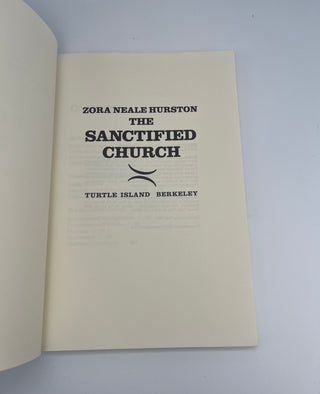 ZORA NEALE HURSTON
THE
SANCTIFIED
CHURCH
TURTLE ISLAND BERKELEY